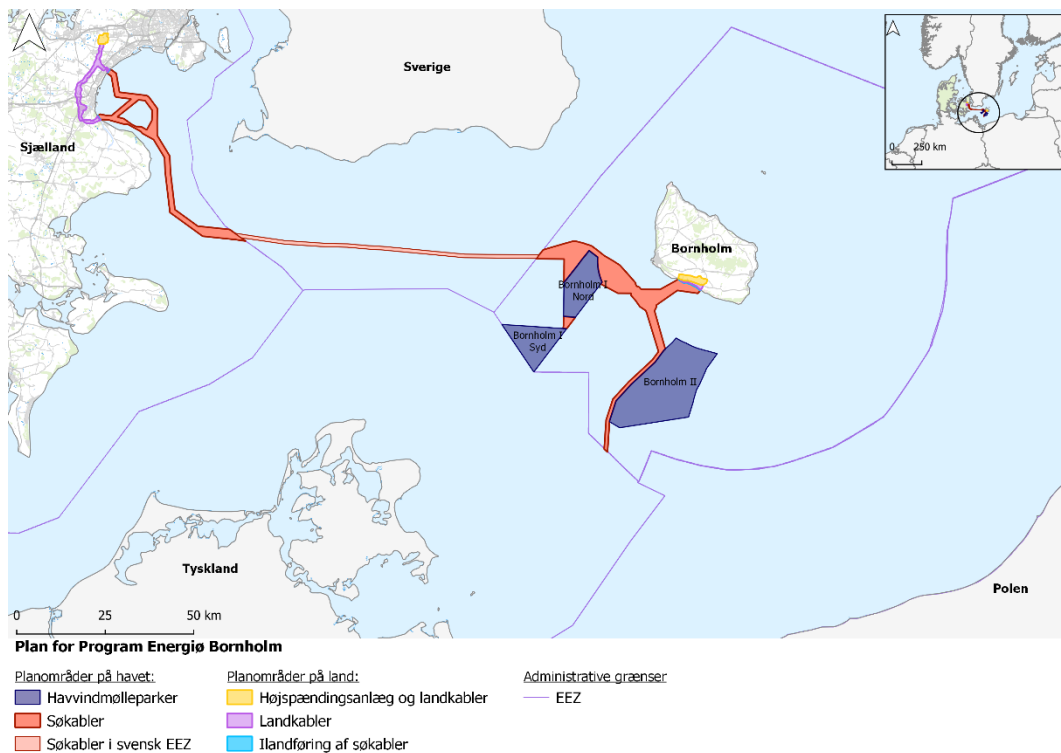 Sverige
Sjælland
0 250 km
Bornholm
Bornholm I
Nord
Bornholm I
Syd
Bornholm II
Tyskland
Polen
0 25 50 km
Plan for Program Energiø Bornholm
Planområder på havet:
Havvindmølleparker
Søkabler
Søkabler i svensk EEZ
Planområder på land:
Højspændingsanlæg og landkabler
Landkabler
Ilandføring af søkabler
Administrative grænser
EEZ